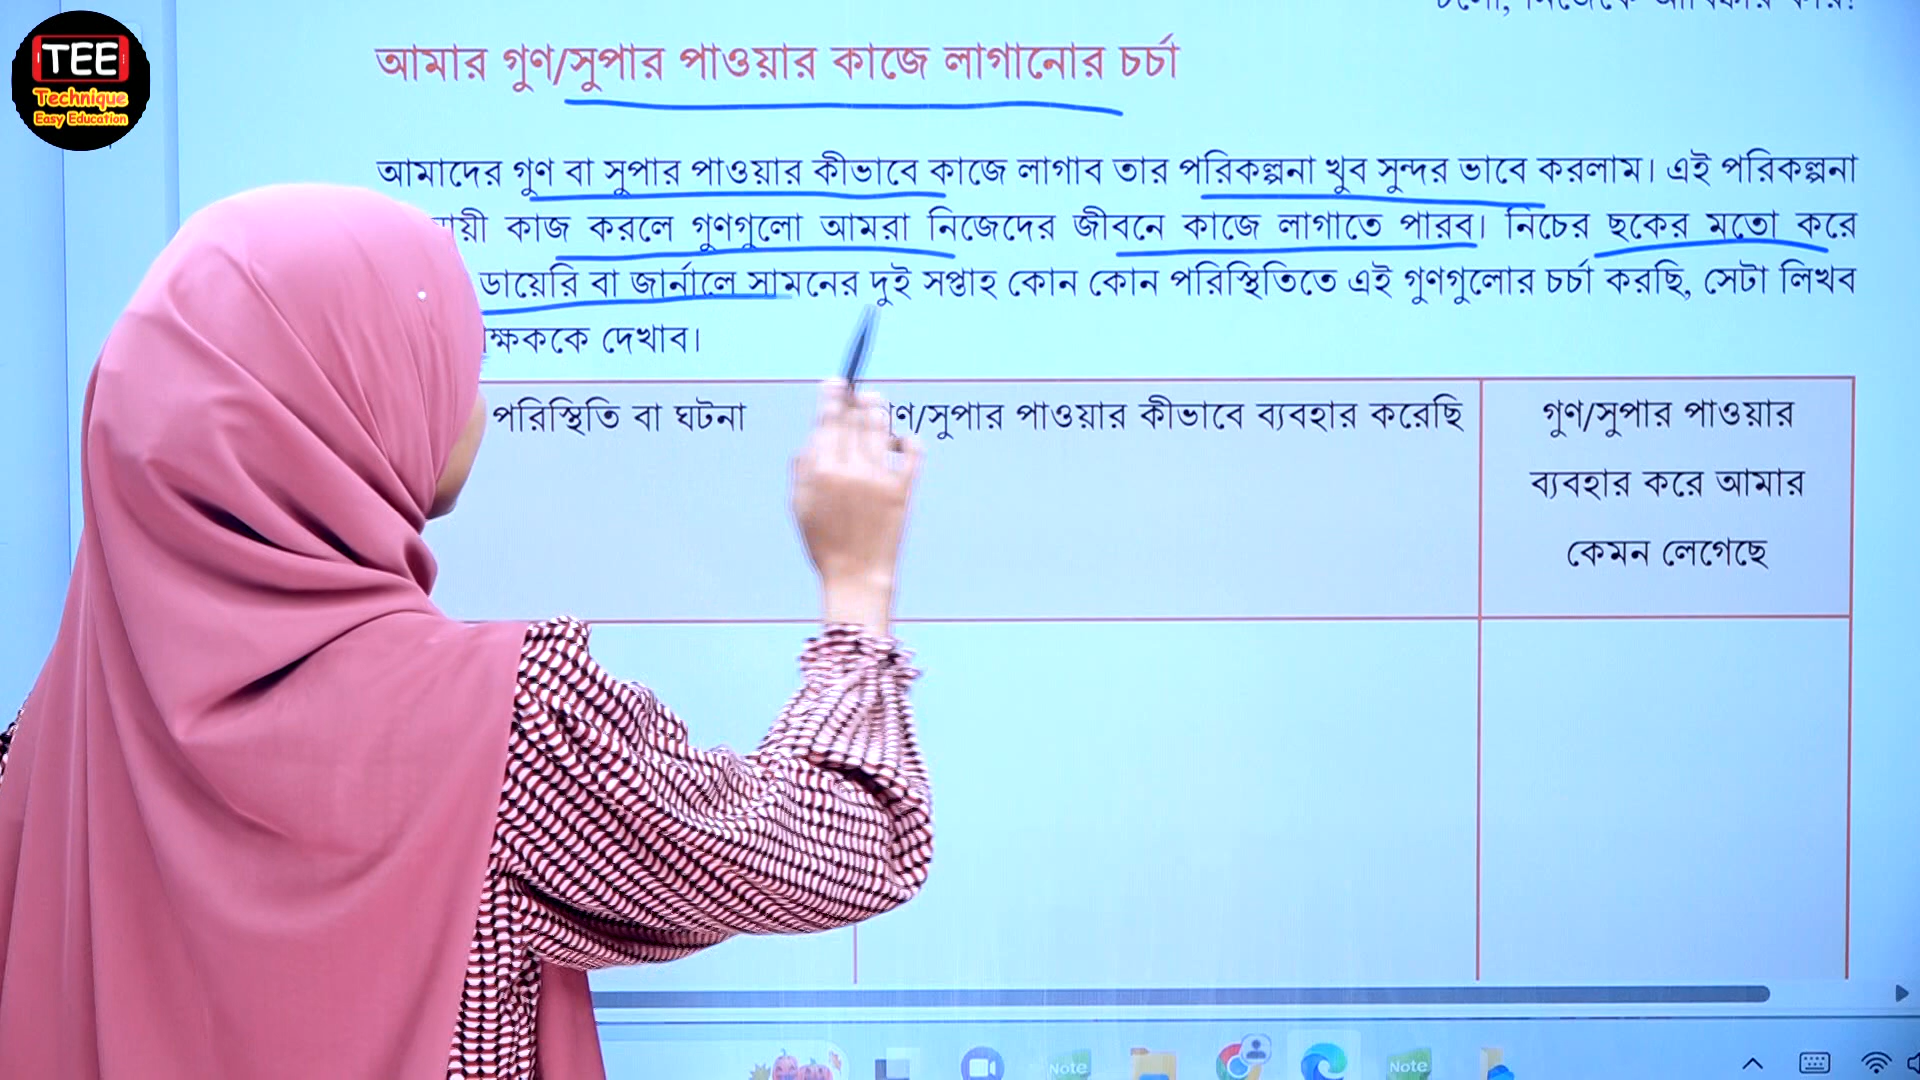 TEE
Technique
Easy Education
আমার গুণ/সুপার পাওয়ার কাজে লাগানোর চর্চা
আমাদের গুণ বা সুপার পাওয়ার কীভাবে কাজে লাগাব তার পরিকল্পনা খুব সুন্দর ভাবে করলাম। এই পরিকল্পনা
কাজ করলে গুণগুলো আমরা নিজেদের জীবনে কাজে লাগাতে পারব। নিচের ছকের মতো করে
ডায়েরি বা জার্নালে সামনের দুই সপ্তাহ কোন কোন পরিস্থিতিতে এই গুণগুলোর চর্চা করছি, সেটা লিখব
দেখাব।
পরিস্থিতি বা ঘটনা
গুণ/সুপার পাওয়ার কীভাবে ব্যবহার করেছি
গুণ/সুপার পাওয়ার
ব্যবহার করে আমার
কেমন লেগেছে
Note
Note